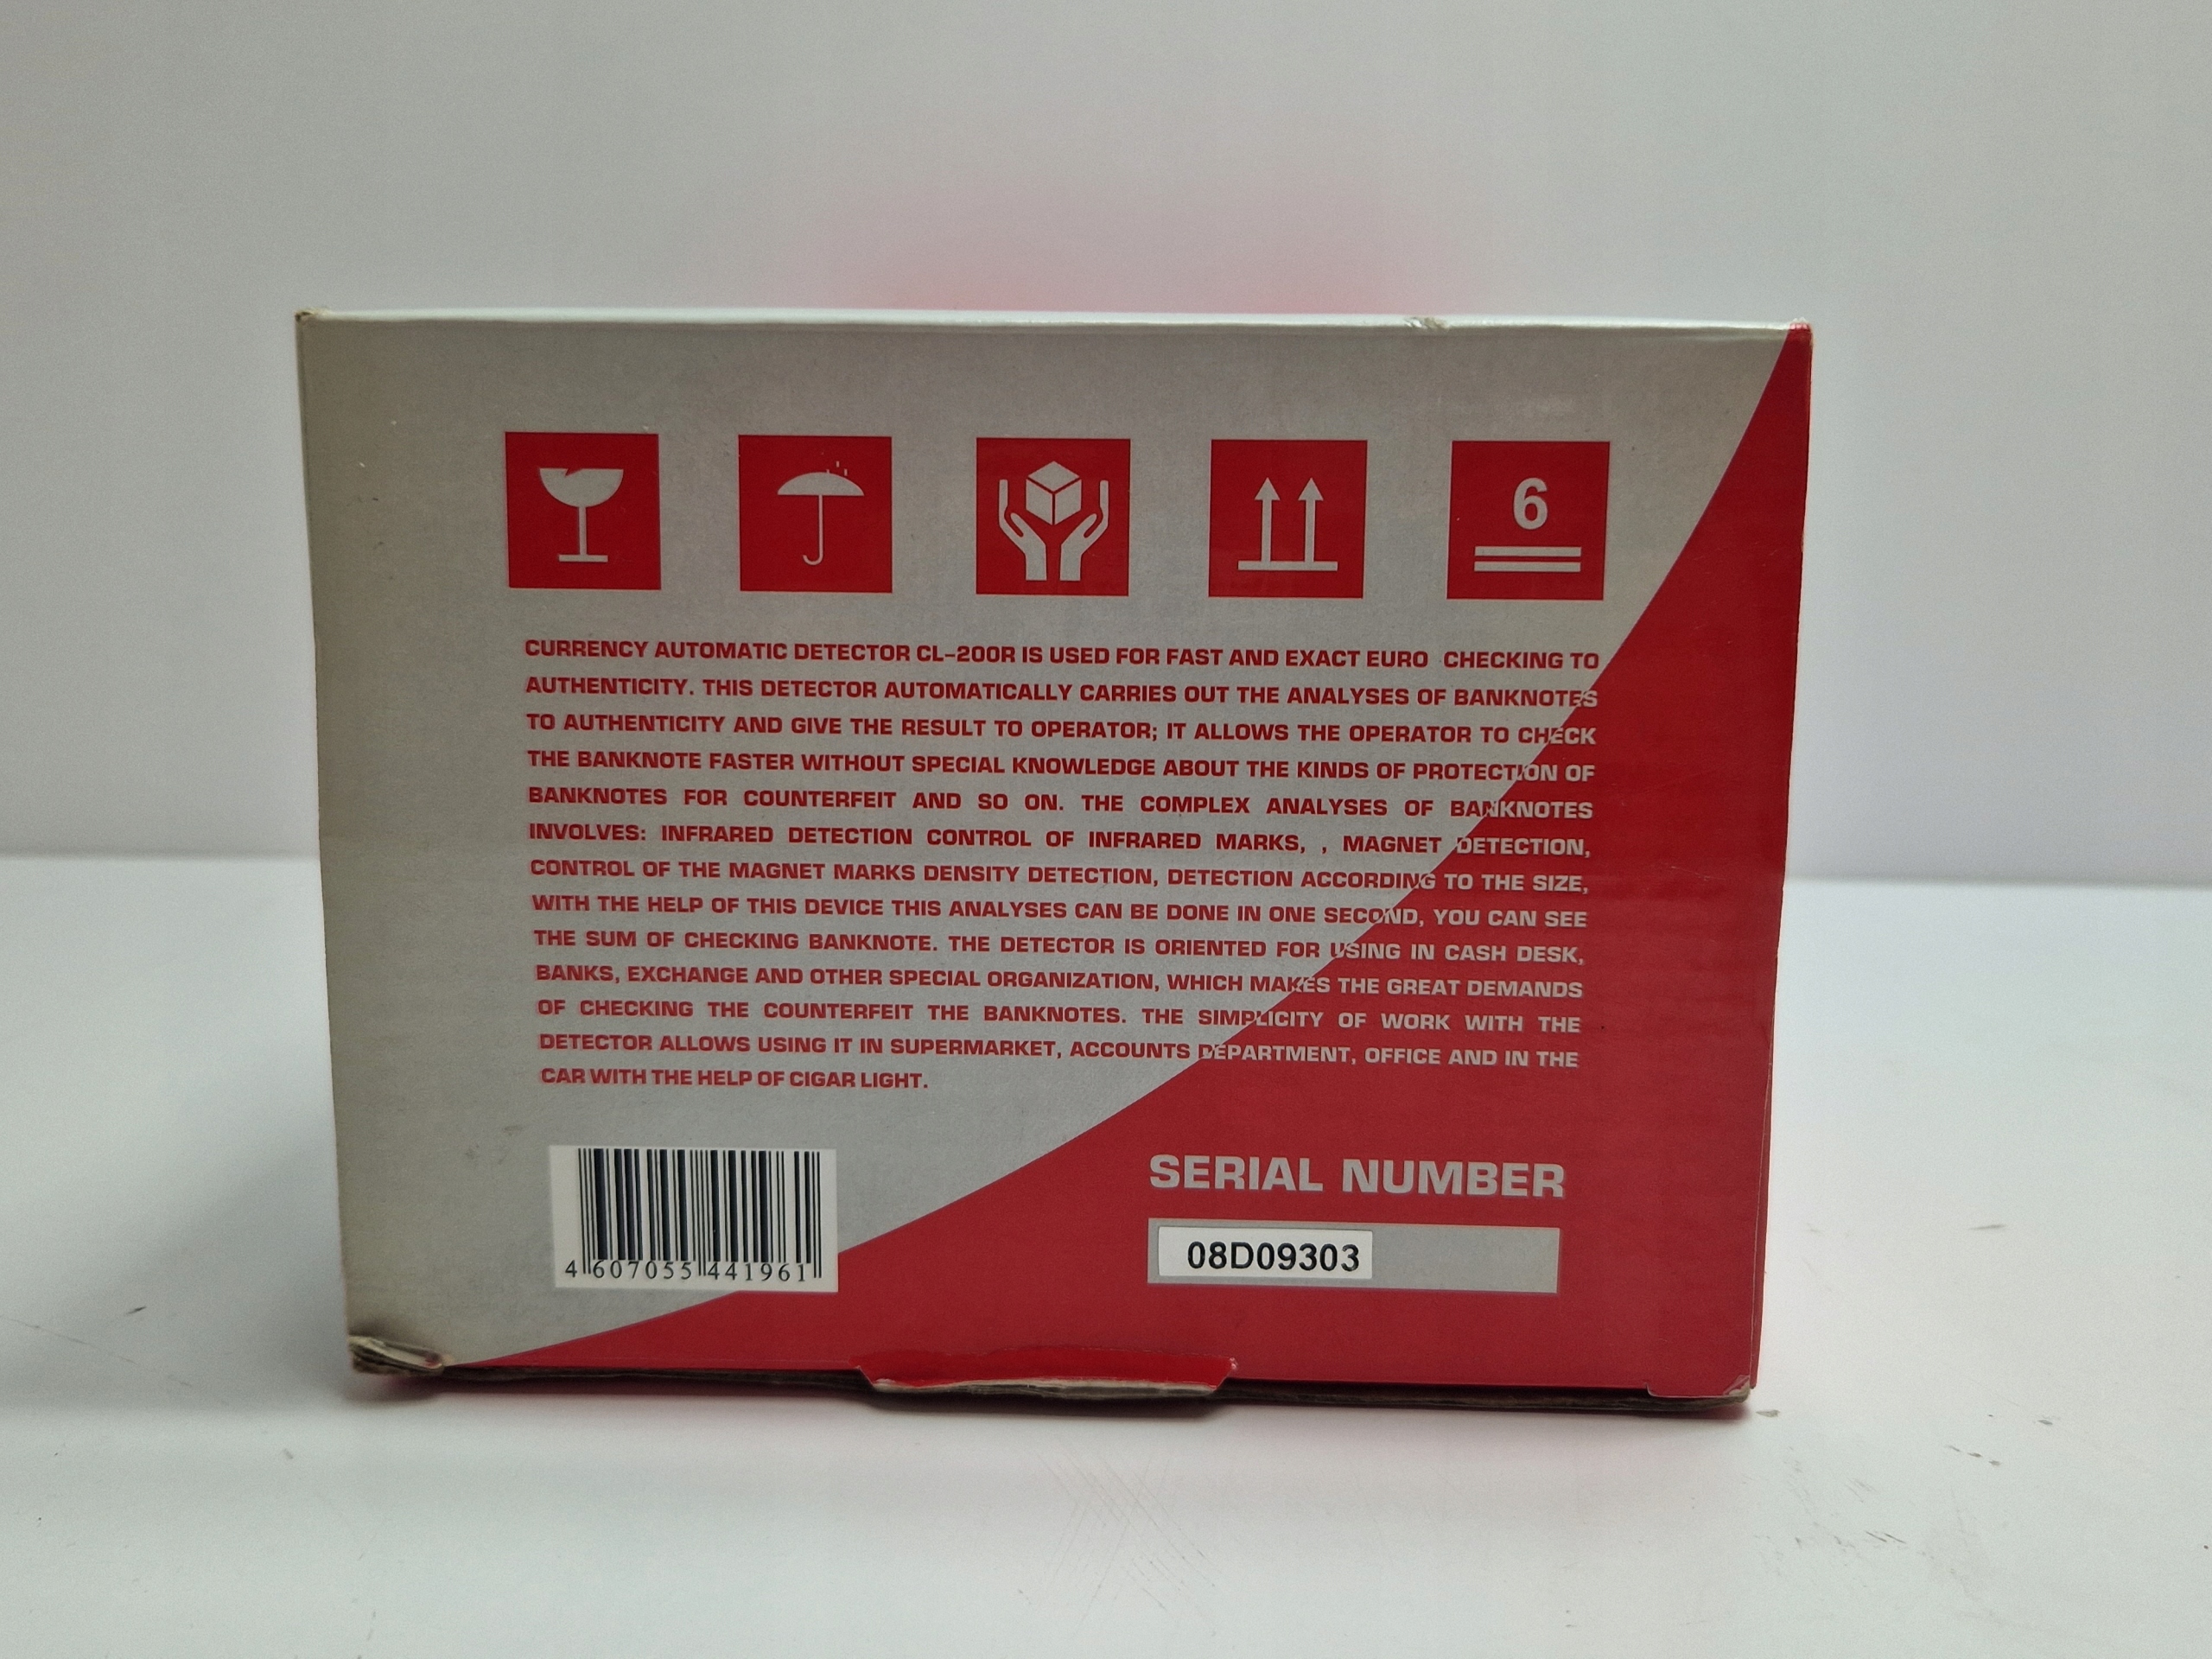 6
CURRENCY AUTOMATIC DETECTOR CL-200R IS USED FOR FAST AND EXACT EURO CHECKING TO
AUTHENTICITY. THIS DETECTOR AUTOMATICALLY CARRIES OUT THE ANALYSES OF BANKNOTES
TO AUTHENTICITY AND GIVE THE RESULT TO OPERATOR; IT ALLOWS THE OPERATOR TO CHECK
THE BANKNOTE FASTER WITHOUT SPECIAL KNOWLEDGE ABOUT THE KINDS OF PROTECTION OF
BANKNOTES FOR COUNTERFEIT AND SO ON. THE COMPLEX ANALYSES OF BANKNOTES
INVOLVES: INFRARED DETECTION CONTROL OF INFRARED MARKS, , MAGNET DETECTION,
CONTROL OF THE MAGNET MARKS DENSITY DETECTION, DETECTION ACCORDING TO THE SIZE,
WITH THE HELP OF THIS DEVICE THIS ANALYSES CAN BE DONE IN ONE SECOND, YOU CAN SEE
THE SUM OF CHECKING BANKNOTE. THE DETECTOR IS ORIENTED FOR USING IN CASH DESK,
BANKS, EXCHANGE AND OTHER SPECIAL ORGANIZATION, WHICH MAKES THE GREAT DEMANDS
OF CHECKING THE COUNTERFEIT THE BANKNOTES. THE SIMPLICITY OF WORK WITH THE
DETECTOR ALLOWS USING IT IN SUPERMARKET, ACCOUNTS DEPARTMENT, OFFICE AND IN THE
CAR WITH THE HELP OF CIGAR LIGHT.
SERIAL NUMBER
08D09303
4 607055 441961